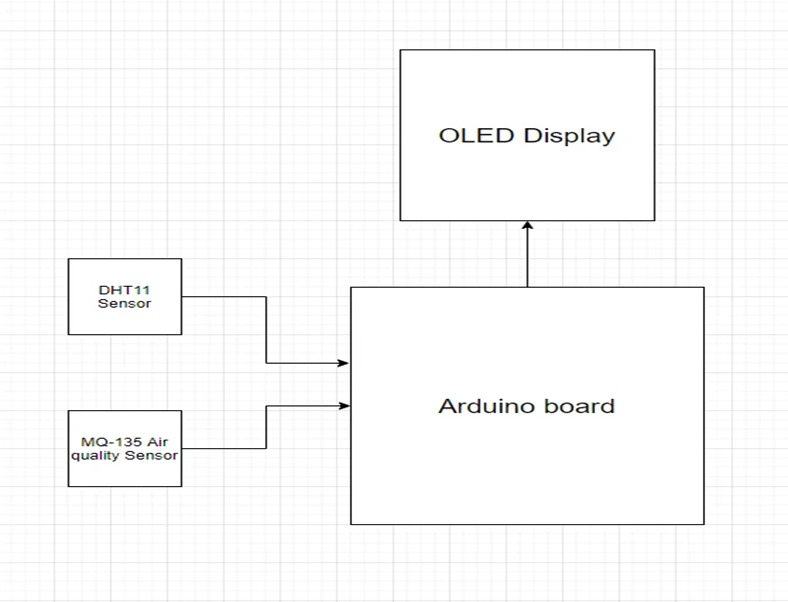 OLED Display
DHT11
Sensor
Arduino board
MQ-135 Air
quality Sensor